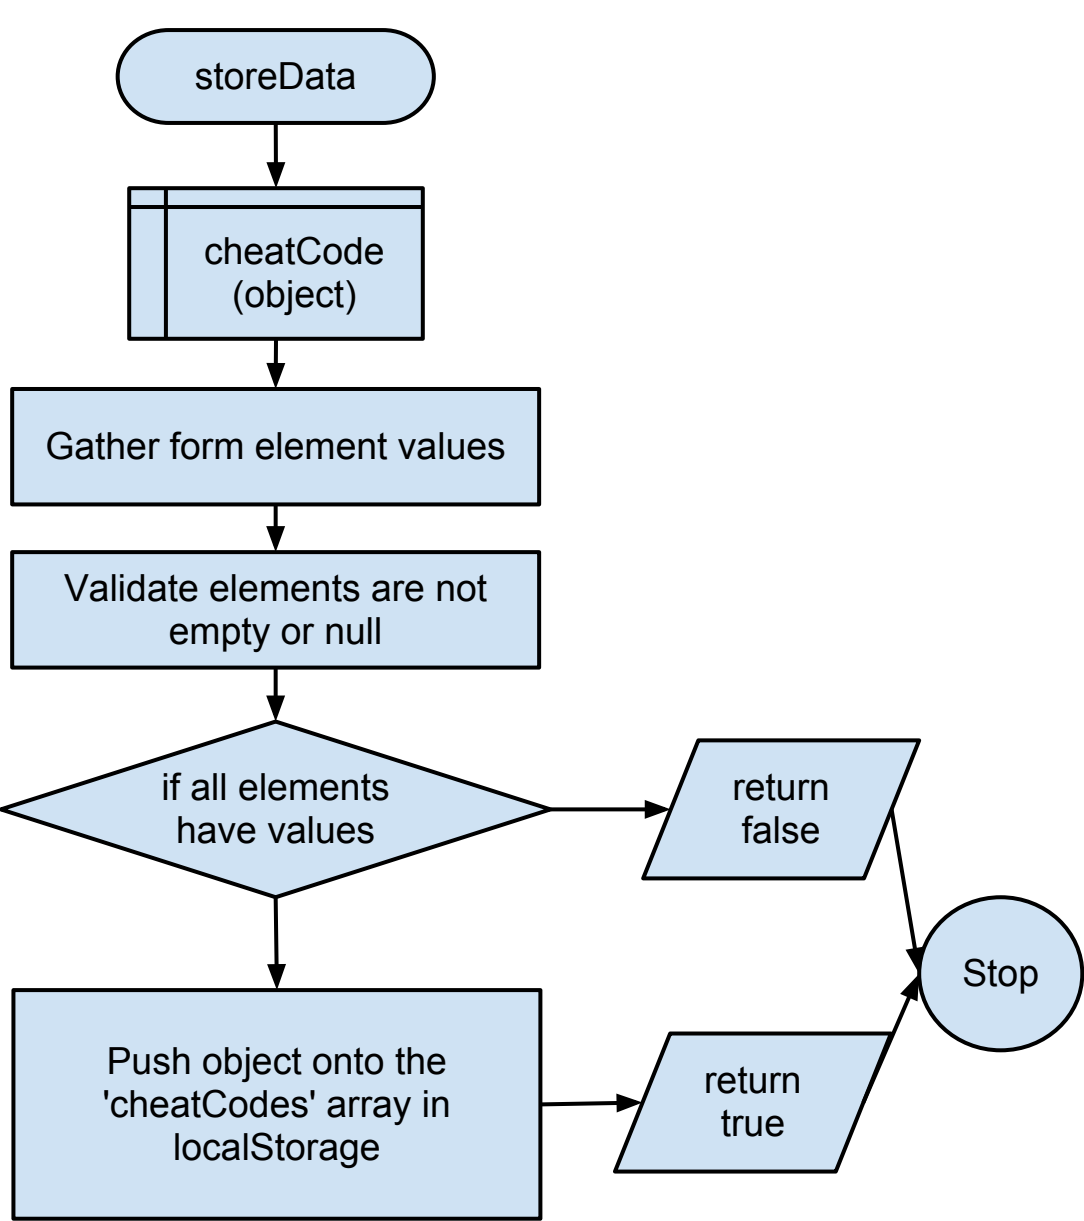 storeData
cheatCode
(object)
Gather form element values
Validate elements are not
empty or null
if all elements
have values
return
false
Stop
Push object onto the
'cheatCodes' array in
localStorage
return
true